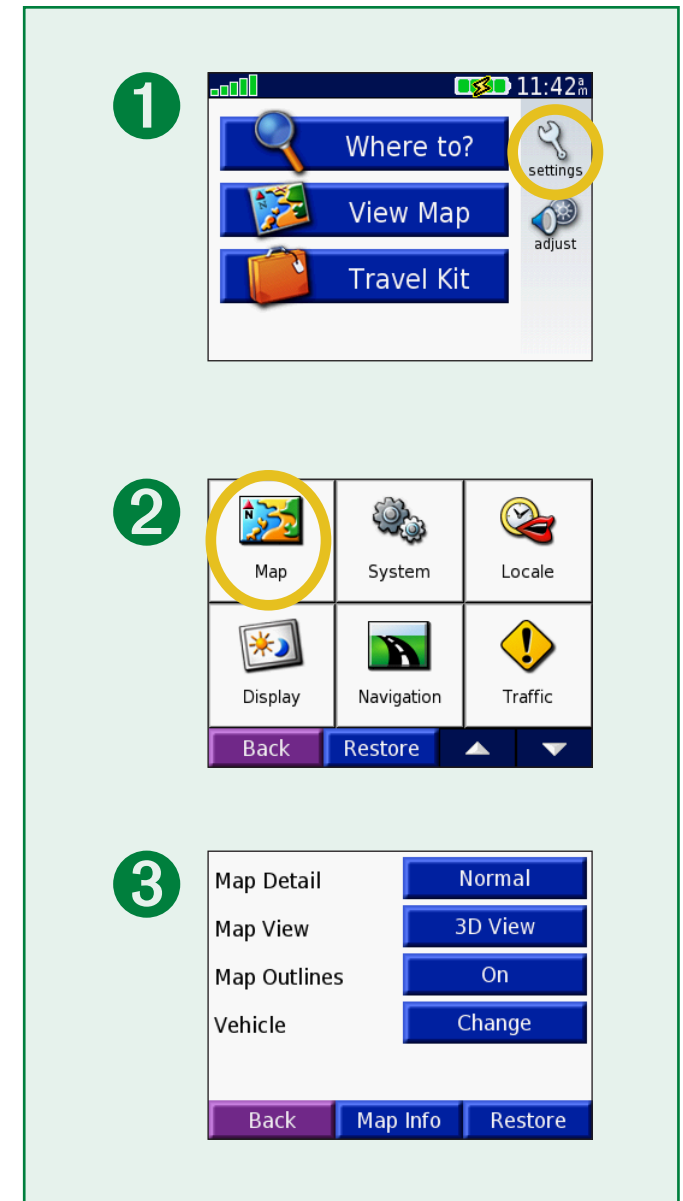 1
11:42 am
Where to?
settings
View Map
adjust
Travel Kit
2
N
Map
System
Locale
Display
Navigation
Traffic
Back
Restore
3
Map Detail
Normal
Map View
3D View
Map Outlines
On
Vehicle
Change
Back
Map Info
Restore